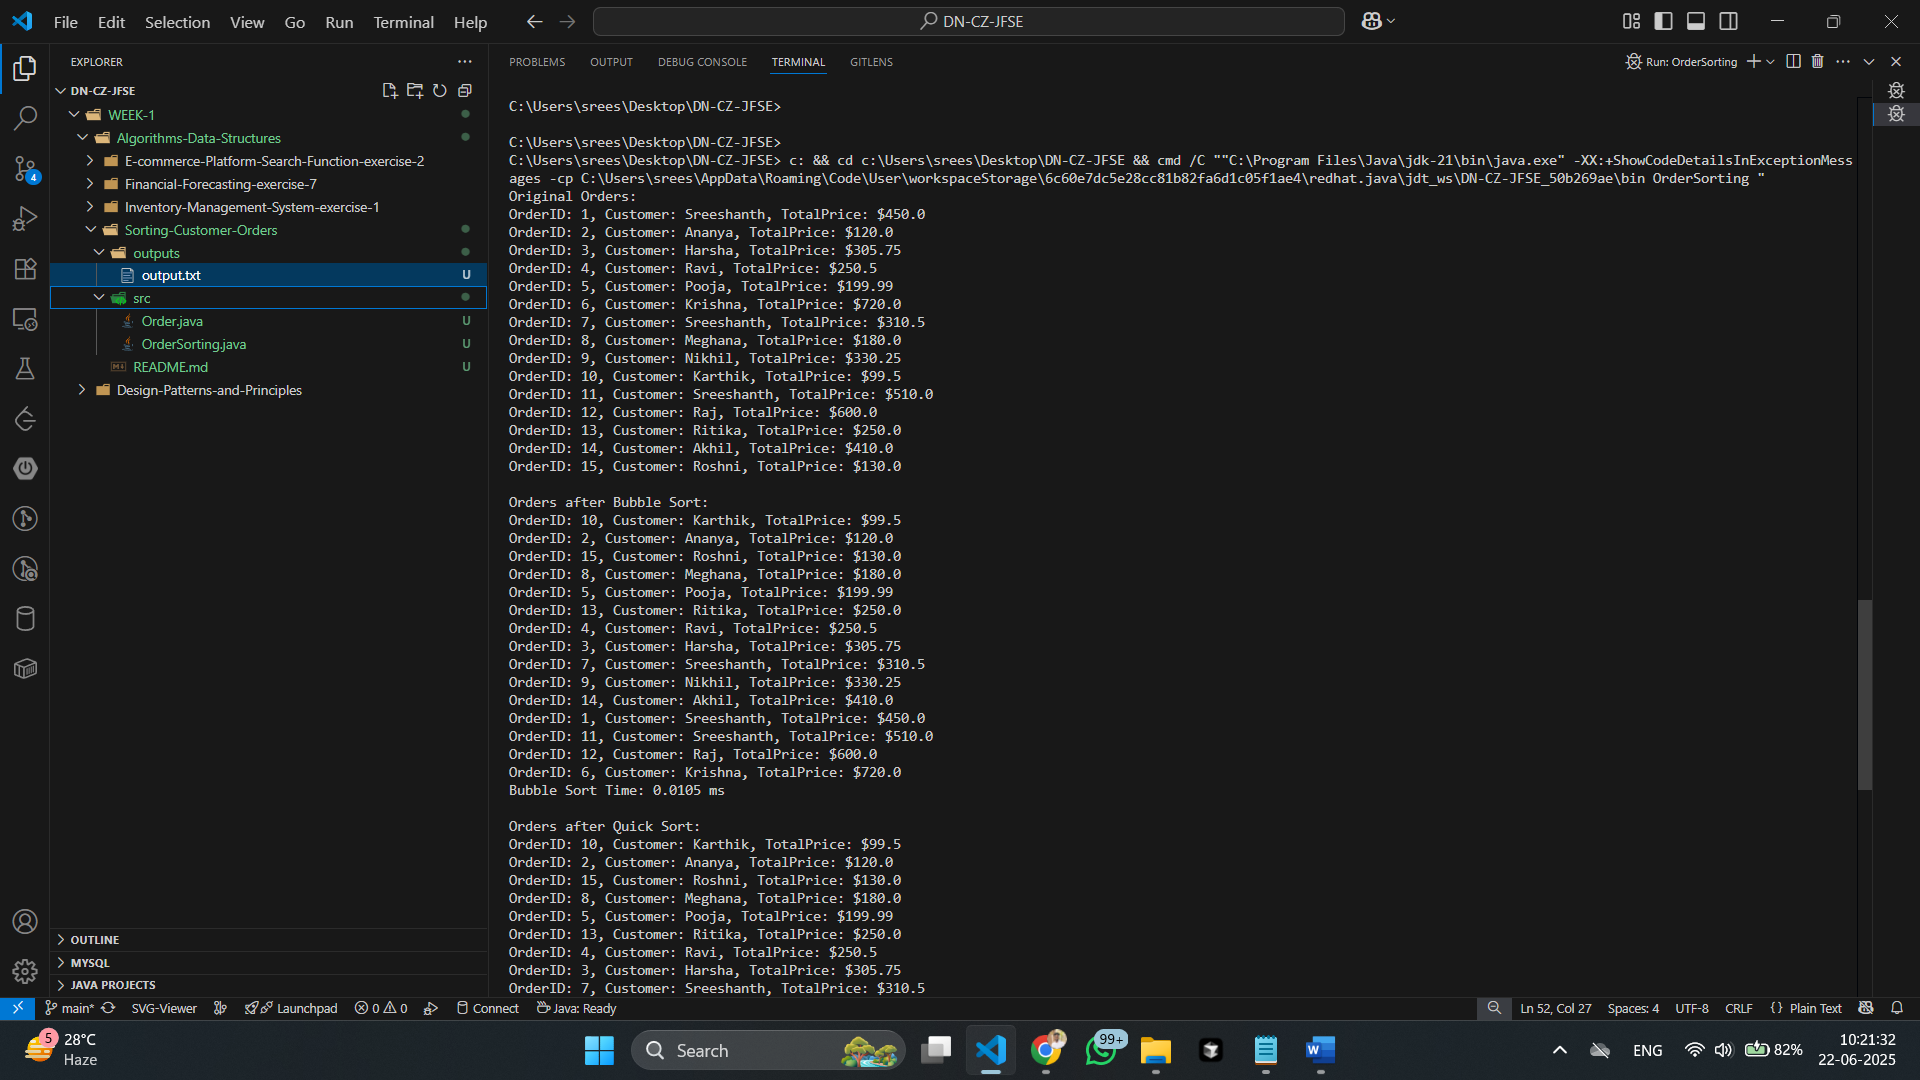 File Edit Selection View Go Run Terminal Help
DN-CZ-JFSE
EXPLORER
DN-CZ-JFSE
WEEK-1
Algorithms-Data-Structures
E-commerce-Platform-Search-Function-exercise-2
Financial-Forecasting-exercise-7
Inventory-Management-System-exercise-1
Sorting-Customer-Orders
outputs
output.txt U
src
Order.java U
OrderSorting.java U
README.md U
Design-Patterns-and-Principles
4
OUTLINE
MYSQL
JAVA PROJECTS
PROBLEMS OUTPUT DEBUG CONSOLE TERMINAL GITLENS
Run: OrderSorting
C:\Users\srees\Desktop\DN-CZ-JFSE>
C:\Users\srees\Desktop\DN-CZ-JFSE>
C:\Users\srees\Desktop\DN-CZ-JFSE> c: && cd c:\Users\srees\Desktop\DN-CZ-JFSE && cmd /C ""C:\Program Files\Java\jdk-21\bin\java.exe" -XX:+ShowCodeDetailsInExceptionMess
ages -cp C:\Users\srees\AppData\Roaming\Code\User\workspaceStorage\6c60e7dc5e28cc81b82fa6d1c05f1ae4\redhat.java\jdt_ws\DN-CZ-JFSE_50b269ae\bin OrderSorting "
Original Orders:
OrderID: 1, Customer: Sreeshanth, TotalPrice: $450.0
OrderID: 2, Customer: Ananya, TotalPrice: $120.0
OrderID: 3, Customer: Harsha, TotalPrice: $305.75
OrderID: 4, Customer: Ravi, TotalPrice: $250.5
OrderID: 5, Customer: Pooja, TotalPrice: $199.99
OrderID: 6, Customer: Krishna, TotalPrice: $720.0
OrderID: 7, Customer: Sreeshanth, TotalPrice: $310.5
OrderID: 8, Customer: Meghana, TotalPrice: $180.0
OrderID: 9, Customer: Nikhil, TotalPrice: $330.25
OrderID: 10, Customer: Karthik, TotalPrice: $99.5
OrderID: 11, Customer: Sreeshanth, TotalPrice: $510.0
OrderID: 12, Customer: Raj, TotalPrice: $600.0
OrderID: 13, Customer: Ritika, TotalPrice: $250.0
OrderID: 14, Customer: Akhil, TotalPrice: $410.0
OrderID: 15, Customer: Roshni, TotalPrice: $130.0
Orders after Bubble Sort:
OrderID: 10, Customer: Karthik, TotalPrice: $99.5
OrderID: 2, Customer: Ananya, TotalPrice: $120.0
OrderID: 15, Customer: Roshni, TotalPrice: $130.0
OrderID: 8, Customer: Meghana, TotalPrice: $180.0
OrderID: 5, Customer: Pooja, TotalPrice: $199.99
OrderID: 13, Customer: Ritika, TotalPrice: $250.0
OrderID: 4, Customer: Ravi, TotalPrice: $250.5
OrderID: 3, Customer: Harsha, TotalPrice: $305.75
OrderID: 7, Customer: Sreeshanth, TotalPrice: $310.5
OrderID: 9, Customer: Nikhil, TotalPrice: $330.25
OrderID: 14, Customer: Akhil, TotalPrice: $410.0
OrderID: 1, Customer: Sreeshanth, TotalPrice: $450.0
OrderID: 11, Customer: Sreeshanth, TotalPrice: $510.0
OrderID: 12, Customer: Raj, TotalPrice: $600.0
OrderID: 6, Customer: Krishna, TotalPrice: $720.0
Bubble Sort Time: 0.0105 ms
Orders after Quick Sort:
OrderID: 10, Customer: Karthik, TotalPrice: $99.5
OrderID: 2, Customer: Ananya, TotalPrice: $120.0
OrderID: 15, Customer: Roshni, TotalPrice: $130.0
OrderID: 8, Customer: Meghana, TotalPrice: $180.0
OrderID: 5, Customer: Pooja, TotalPrice: $199.99
OrderID: 13, Customer: Ritika, TotalPrice: $250.0
OrderID: 4, Customer: Ravi, TotalPrice: $250.5
OrderID: 3, Customer: Harsha, TotalPrice: $305.75
OrderID: 7, Customer: Sreeshanth, TotalPrice: $310.5
main* SVG-Viewer Launchpad 0 0 Connect Java: Ready Ln 52, Col 27 Spaces: 4 UTF-8 CRLF {} Plain Text
5
28°C
Haze
Search
99+
W
ENG
82%
10:21:32
22-06-2025